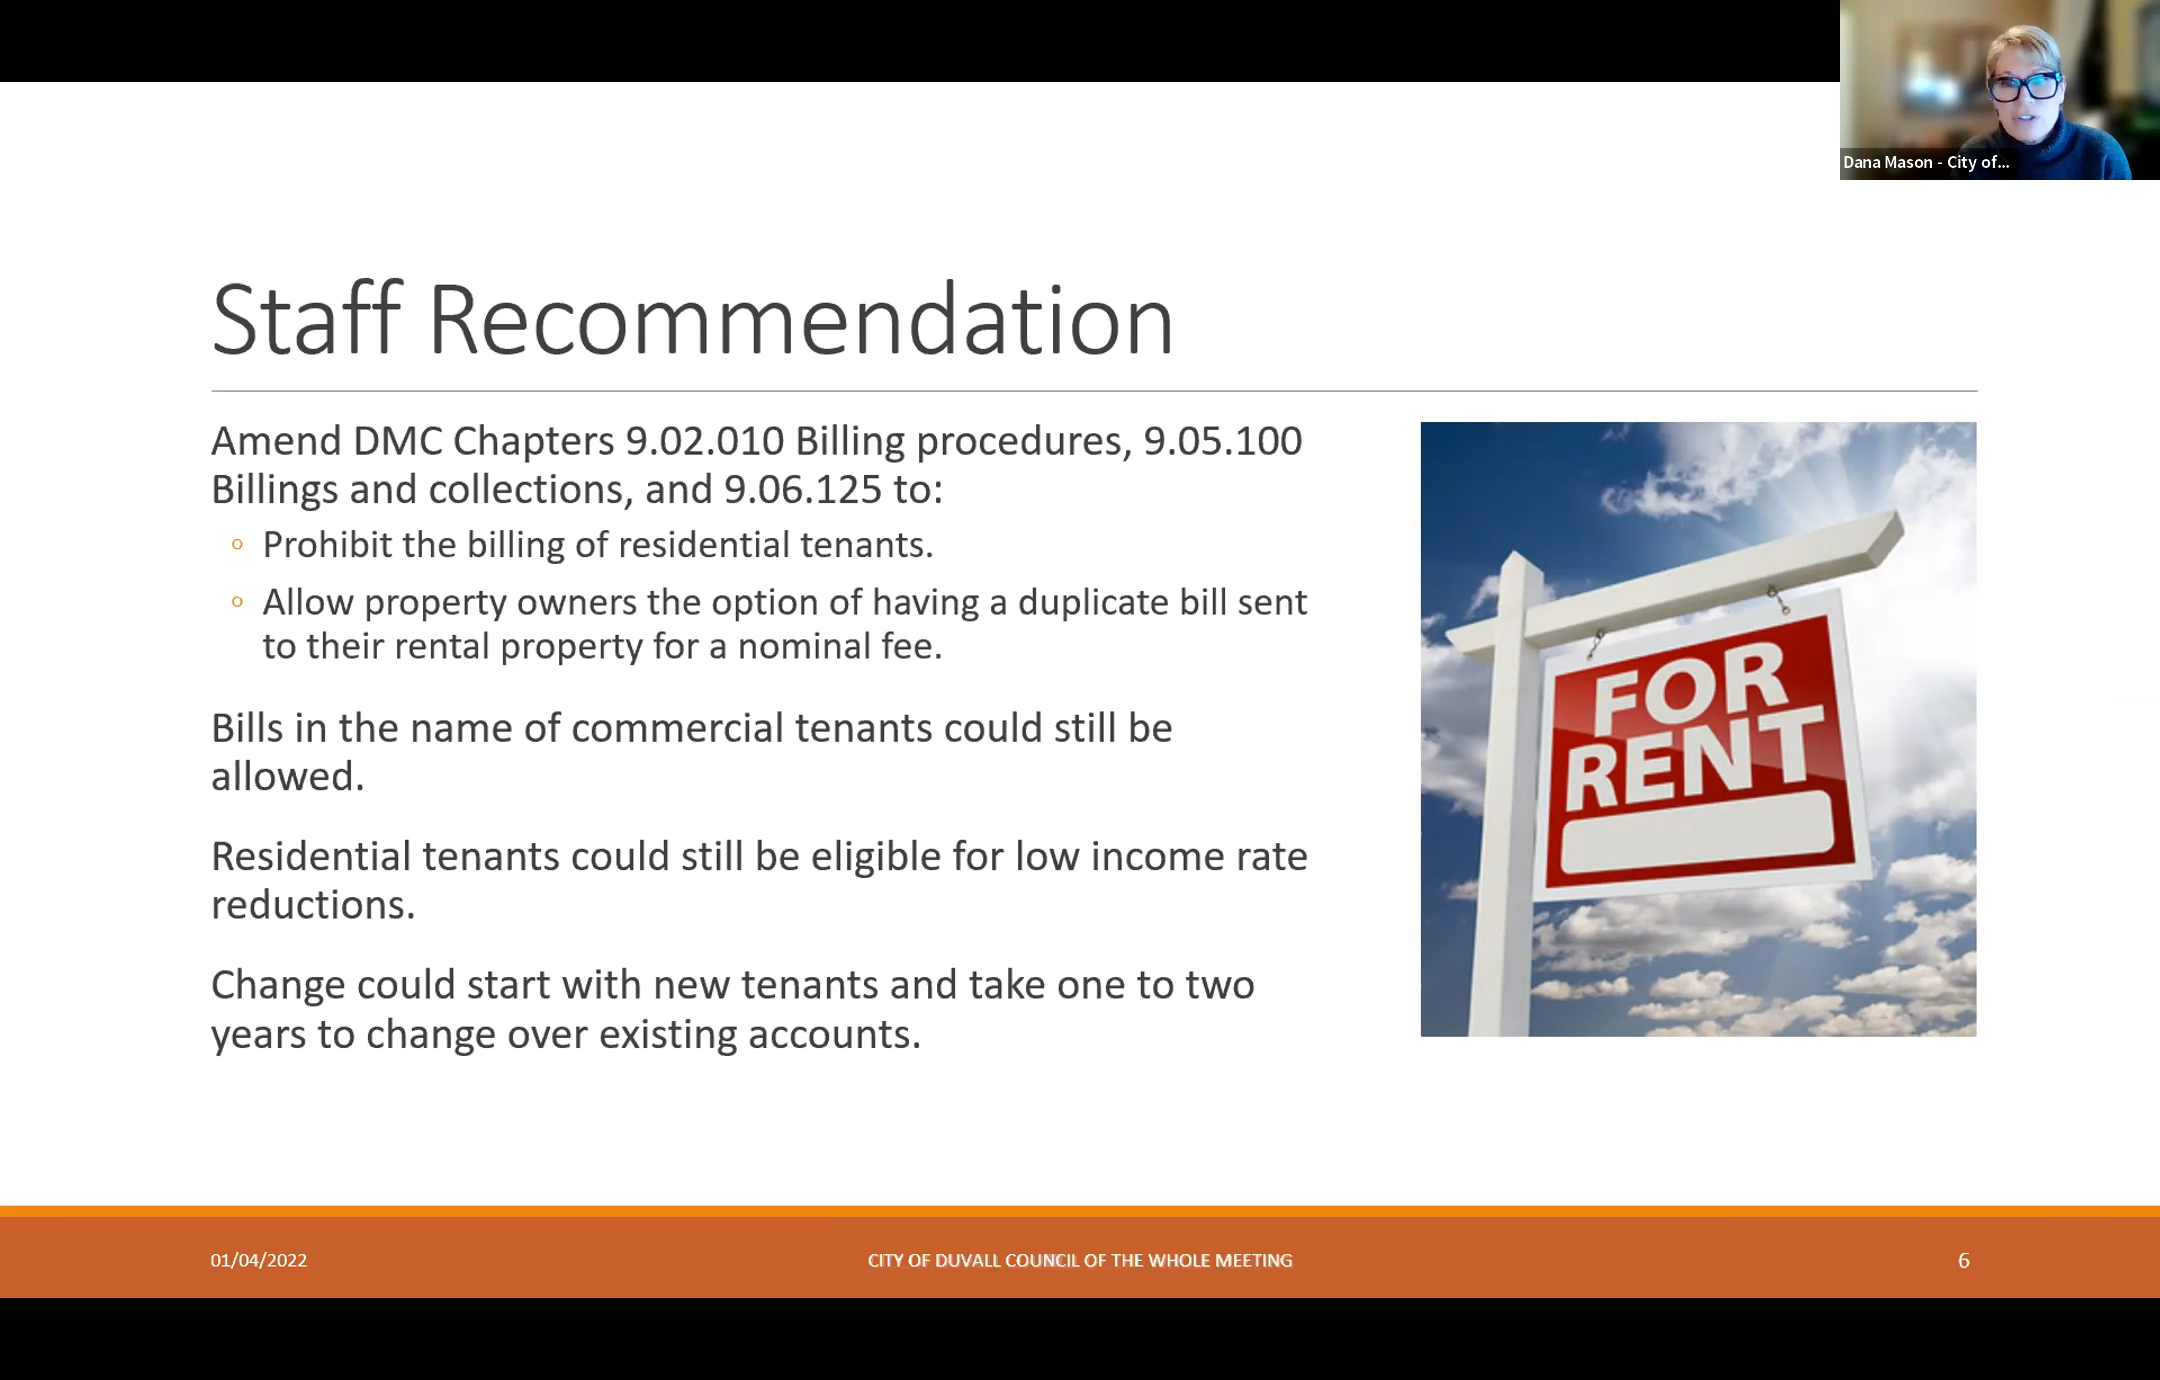 Dana Mason - City of...
Staff Recommendation
Amend DMC Chapters 9.02.010 Billing procedures, 9.05.100
Billings and collections, and 9.06.125 to:
◦ Prohibit the billing of residential tenants.
◦ Allow property owners the option of having a duplicate bill sent
to their rental property for a nominal fee.
Bills in the name of commercial tenants could still be
allowed.
Residential tenants could still be eligible for low income rate
reductions.
Change could start with new tenants and take one to two
years to change over existing accounts.
FOR
RENT
01/04/2022
CITY OF DUVALL COUNCIL OF THE WHOLE MEETING
6